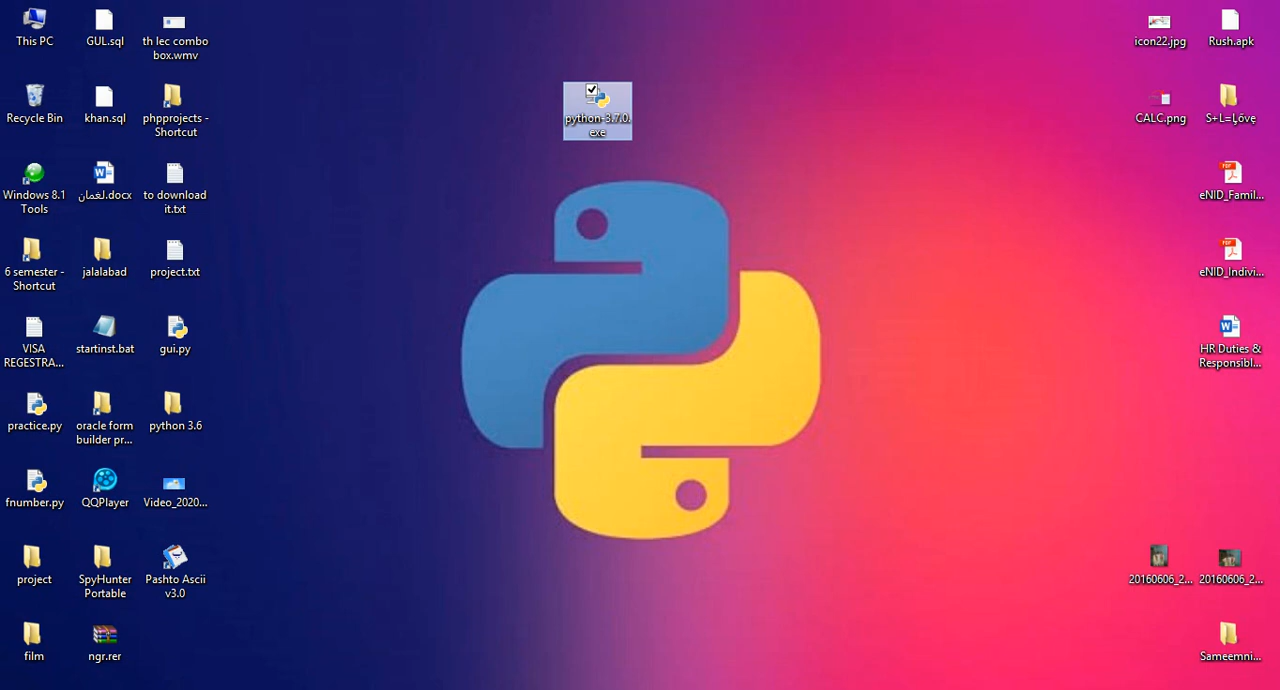 This PC
GUL.sql
th lec combo
box.wmv
Recycle Bin
khan.sql
phpprojects -
Shortcut
Windows 8.1
Tools
لغمان.docx
to download
it.txt
6 semester -
Shortcut
jalalabad
project.txt
VISA
REGESTRA...
startinst.bat
gui.py
practice.py
oracle form
builder pr...
python 3.6
fnumber.py
QQPlayer
Video_2020...
project
SpyHunter
Portable
Pashto Ascii
v3.0
film
ngr.rer
python-3.7.0.
exe
icon22.jpg
Rush.apk
CALC.png
S+L=Ļóvę
PDF
eNID_Famil...
PDF
eNID_Indivi...
HR Duties &
Responsibl...
20160606_2...
20160606_2...
Sameemni...